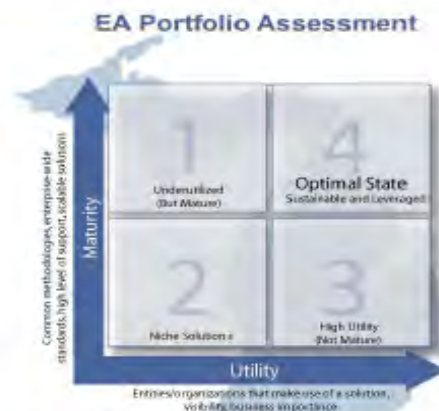 EA Portfolio Assessment
Common methodologies, enterprise-wide
standards, high level of support, scalable solutions
Maturity
1
Underutilized
(But Mature)
4
Optimal State
Sustainable and Leveraged
2
Niche Solutions
3
High Utility
(Not Mature)
Utility
Entities/organizations that make use of a solution,
visibility, business importance